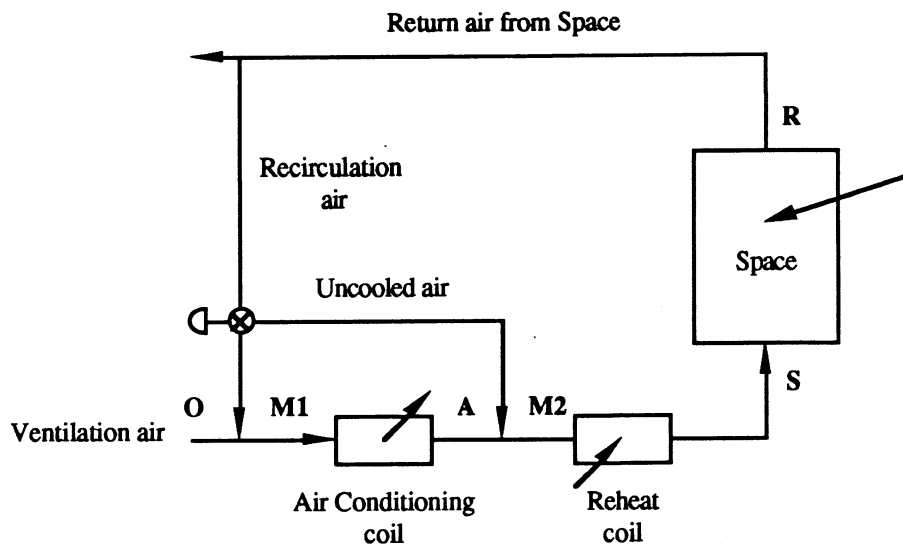 Return air from Space
R
Recirculation
air
Space
Uncooled air
S
O
M1
A
M2
Ventilation air
Air Conditioning
coil
Reheat
coil